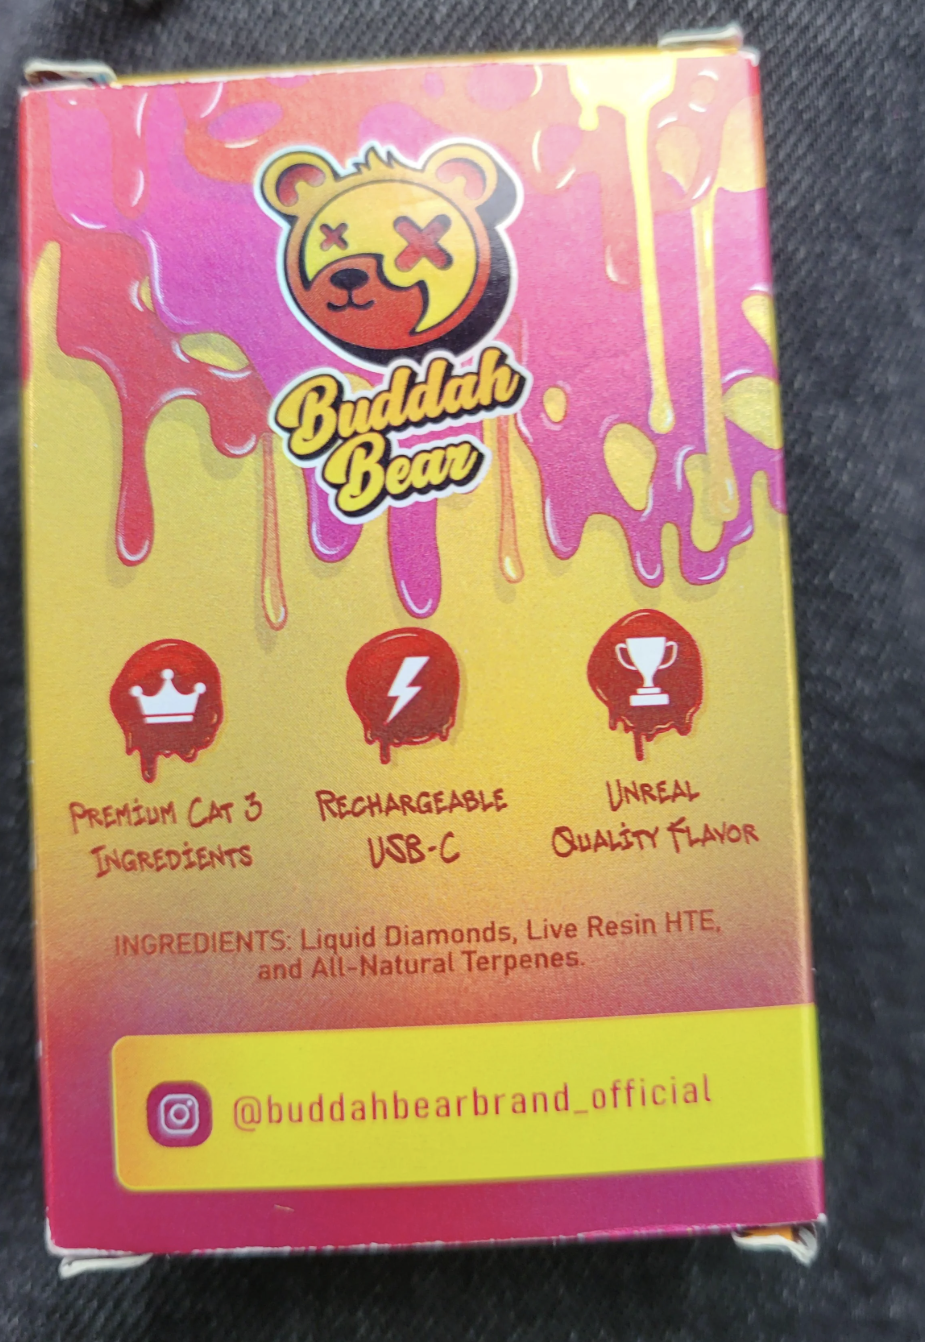 Buddah
Bear
PREMIUM CAT 3
INGREDIENTS
RECHARGEABLE
USB-C
UNREAL
QUALITY FLAVOR
INGREDIENTS: Liquid Diamonds, Live Resin HTE,
and All-Natural Terpenes.
@buddahbearbrand_official